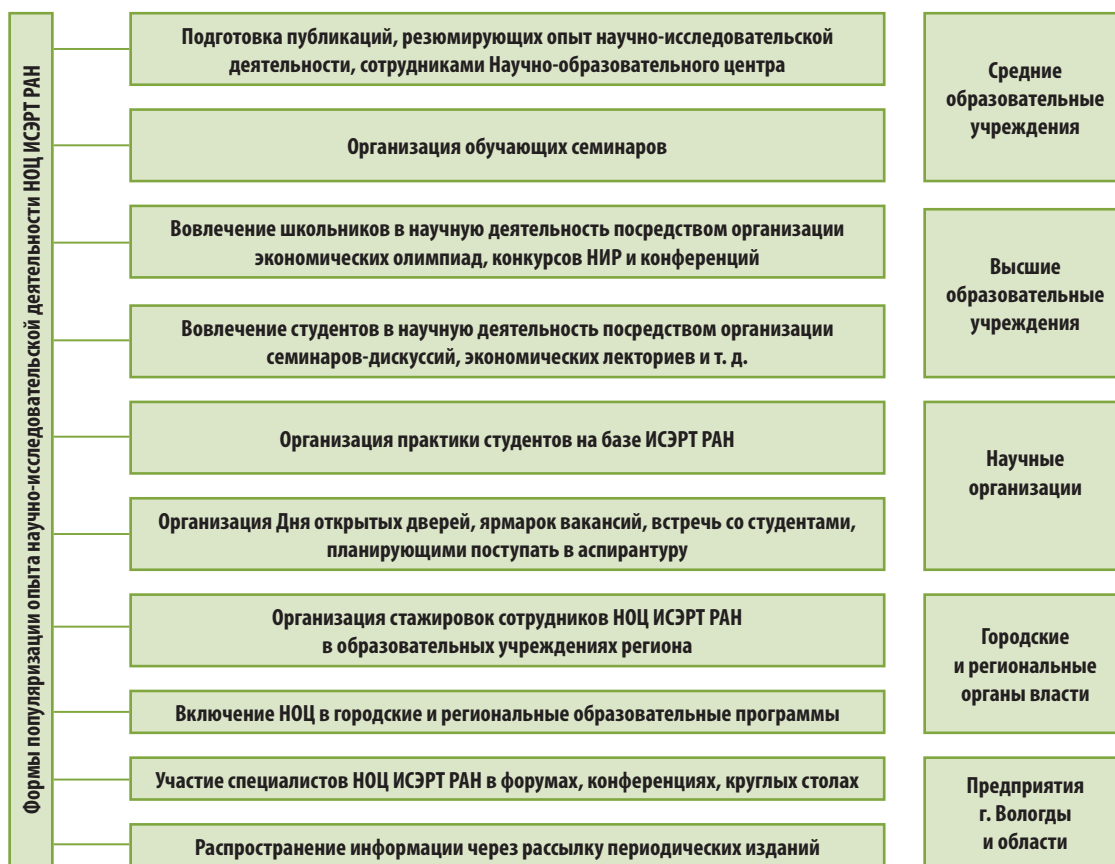 Формы популяризации опыта научно-исследовательской деятельности НОЦ ИСЭРТ РАН
Подготовка публикаций, резюмирующих опыт научно-исследовательской
деятельности, сотрудниками Научно-образовательного центра
Организация обучающих семинаров
Вовлечение школьников в научную деятельность посредством организации
экономических олимпиад, конкурсов НИР и конференций
Вовлечение студентов в научную деятельность посредством организации
семинаров-дискуссий, экономических лекториев и т. д.
Организация практики студентов на базе ИСЭРТ РАН
Организация Дня открытых дверей, ярмарок вакансий, встречь со студентами,
планирующими поступать в аспирантуру
Организация стажировок сотрудников НОЦ ИСЭРТ РАН
в образовательных учреждениях региона
Включение НОЦ в городские и региональные образовательные программы
Участие специалистов НОЦ ИСЭРТ РАН в форумах, конференциях, круглых столах
Распространение информации через рассылку периодических изданий
Средние
образовательные
учреждения
Высшие
образовательные
учреждения
Научные
организации
Городские
и региональные
органы власти
Предприятия
г. Вологды
и области